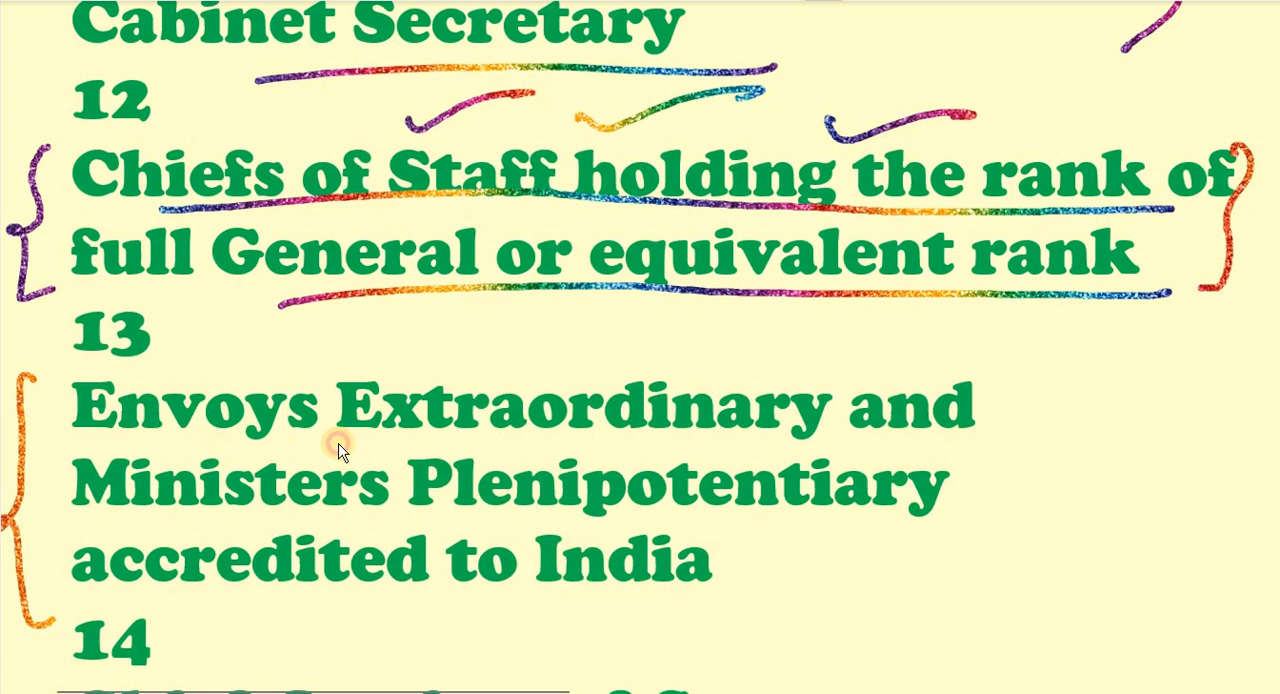 Cabinet Secretary
12
Chiefs of Staff holding the rank of
full General or equivalent rank
13
Envoys Extraordinary and
Ministers Plenipotentiary
accredited to India
14